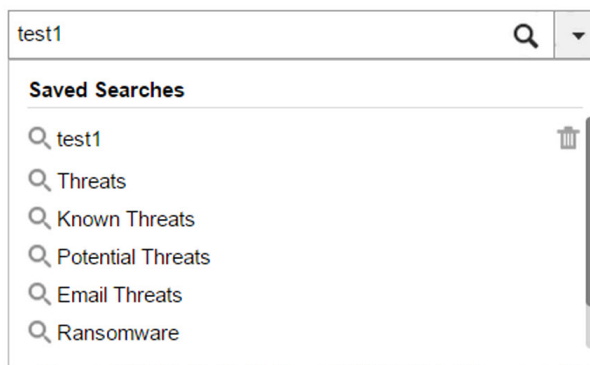 test1
Saved Searches
test1
Threats
Known Threats
Potential Threats
Email Threats
Ransomware